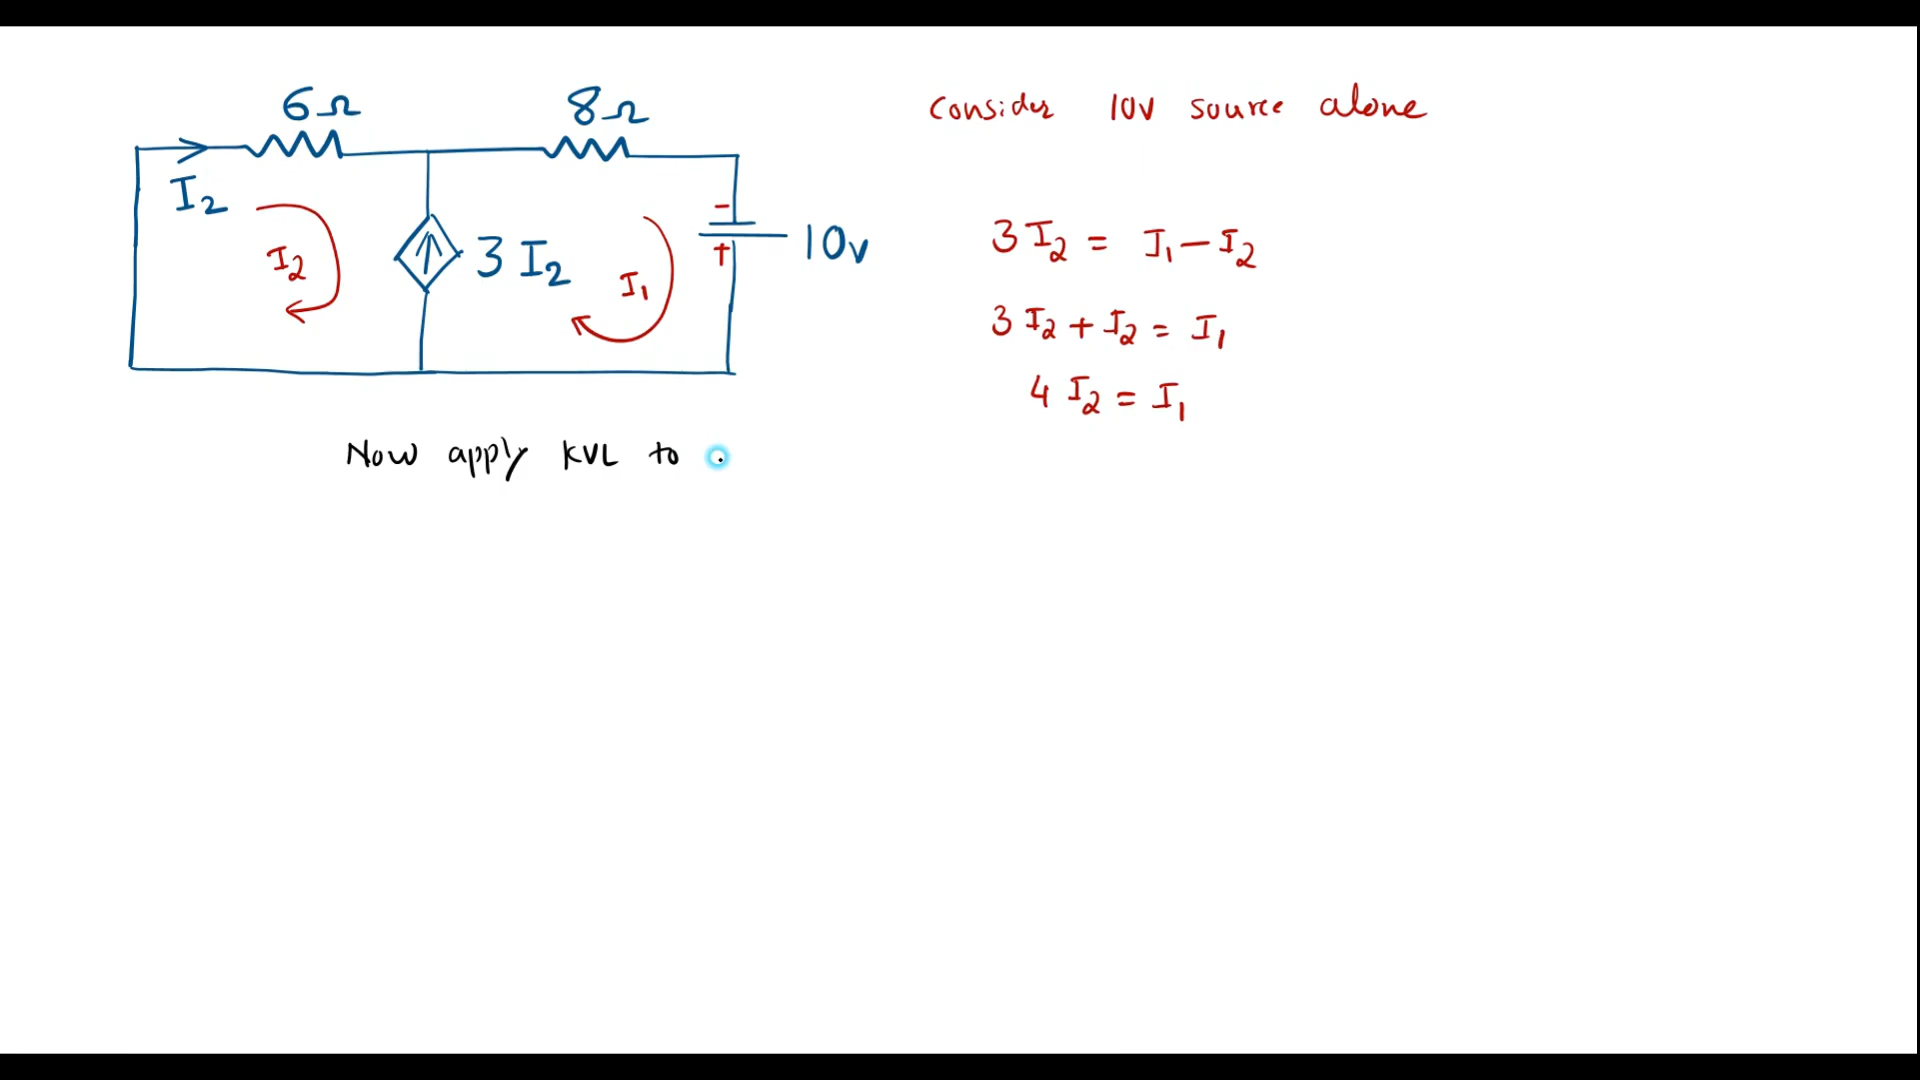 6Ω 8Ω
I₂
I₂
3 I₂
I₁
-
+
10v
Consider 10v source alone
3 I₂ = I₁ - I₂
3 I₂ + I₂ = I₁
4 I₂ = I₁
Now apply KVL to